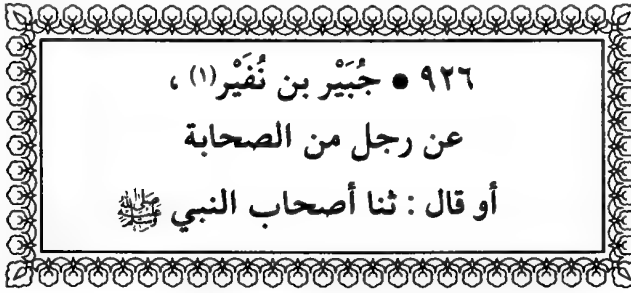 ٩٢٦ ● جُبَيْر بن نُفَيْر(١) ،
عن رجل من الصحابة
أو قال : ثنا أصحاب النبي ﷺ